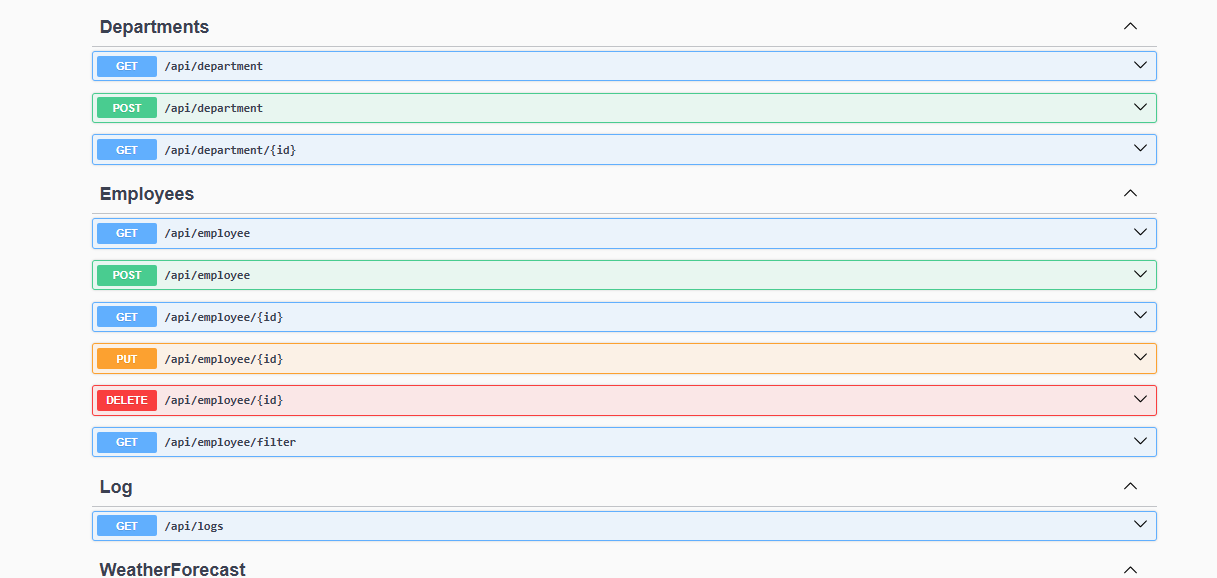 Departments
GET /api/department
POST /api/department
GET /api/department/{id}
Employees
GET /api/employee
POST /api/employee
GET /api/employee/{id}
PUT /api/employee/{id}
DELETE /api/employee/{id}
GET /api/employee/filter
Log
GET /api/logs
WeatherForecast